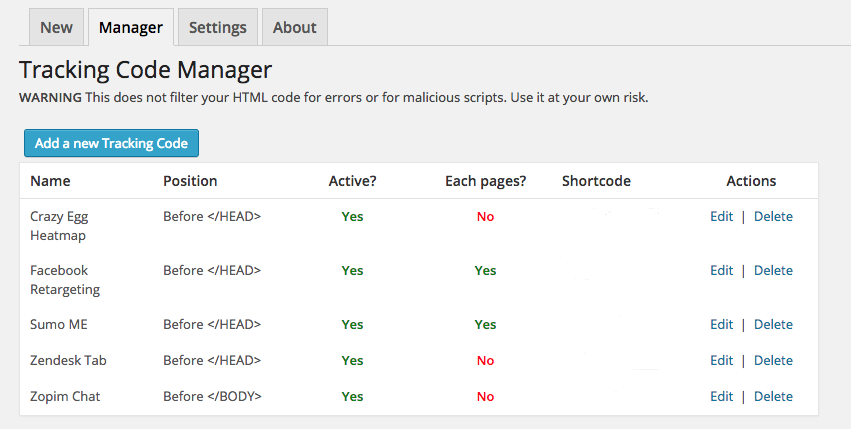 New Manager Settings About
Tracking Code Manager
WARNING This does not filter your HTML code for errors or for malicious scripts. Use it at your own risk.
Add a new Tracking Code
Name Position Active? Each pages? Shortcode Actions
Crazy Egg Before </HEAD> Yes No Edit | Delete
Heatmap
Facebook Before </HEAD> Yes Yes Edit | Delete
Retargeting
Sumo ME Before </HEAD> Yes Yes Edit | Delete
Zendesk Tab Before </HEAD> Yes No Edit | Delete
Zopim Chat Before </BODY> Yes No Edit | Delete